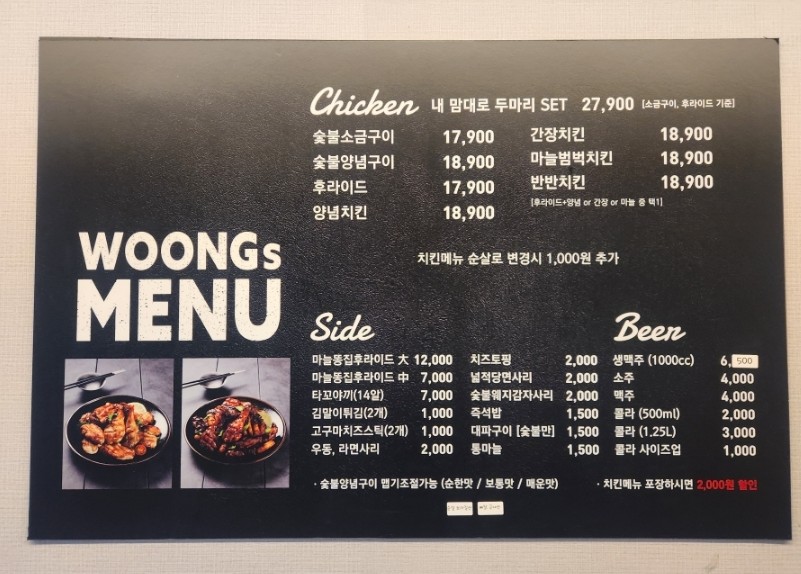 Chicken 내 맘대로 두마리 SET 27,900 [소금구이, 후라이드 기준]
숯불소금구이 17,900 간장치킨 18,900
숯불양념구이 18,900 마늘범벅치킨 18,900
후라이드 17,900 반반치킨 18,900
[후라이드+양념 or 간장 or 마늘 중 택1]
양념치킨 18,900
치킨메뉴 순살로 변경시 1,000원 추가
WOONGs
MENU
Side
마늘똥집후라이드 大 12,000 치즈토핑 2,000
마늘똥집후라이드 中 7,000 넓적당면사리 2,000
타꼬야끼(14알) 7,000 숯불웨지감자사리 2,000
김말이튀김(2개) 1,000 즉석밥 1,500
고구마치즈스틱(2개) 1,000 대파구이 [숯불만] 1,500
우동, 라면사리 2,000 통마늘 1,500
Beer
생맥주 (1000cc) 6,500
소주 4,000
맥주 4,000
콜라 (500ml) 2,000
콜라 (1.25L) 3,000
콜라 사이즈업 1,000
· 숯불양념구이 맵기조절가능 (순한맛 / 보통맛 / 매운맛)
· 치킨메뉴 포장하시면 2,000원 할인